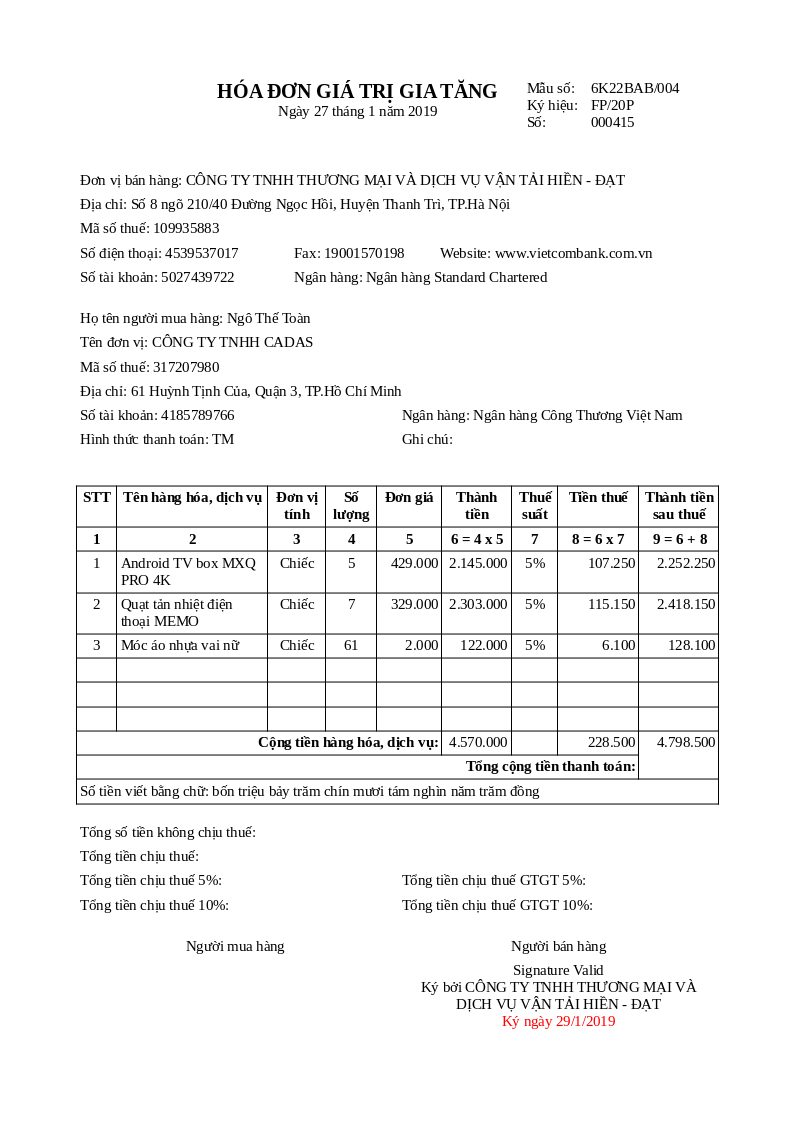 HÓA ĐƠN GIÁ TRỊ GIA TĂNG
Ngày 27 tháng 1 năm 2019
Mẫu số: 6K22BAB/004
Ký hiệu: FP/20P
Số: 000415
Đơn vị bán hàng: CÔNG TY TNHH THƯƠNG MẠI VÀ DỊCH VỤ VẬN TẢI HIỀN - ĐẠT
Địa chỉ: Số 8 ngõ 210/40 Đường Ngọc Hồi, Huyện Thanh Trì, TP.Hà Nội
Mã số thuế: 109935883
Số điện thoại: 4539537017 Fax: 19001570198 Website: www.vietcombank.com.vn
Số tài khoản: 5027439722 Ngân hàng: Ngân hàng Standard Chartered
Họ tên người mua hàng: Ngô Thế Toàn
Tên đơn vị: CÔNG TY TNHH CADAS
Mã số thuế: 317207980
Địa chỉ: 61 Huỳnh Tịnh Của, Quận 3, TP.Hồ Chí Minh
Số tài khoản: 4185789766 Ngân hàng: Ngân hàng Công Thương Việt Nam
Hình thức thanh toán: TM Ghi chú:
STT Tên hàng hóa, dịch vụ Đơn vị Số Đơn giá Thành Thuế Tiền thuế Thành tiền
tính lượng tiền suất sau thuế
1 2 3 4 5 6 = 4 x 5 7 8 = 6 x 7 9 = 6 + 8
1 Android TV box MXQ Chiếc 5 429.000 2.145.000 5% 107.250 2.252.250
PRO 4K
2 Quạt tản nhiệt điện Chiếc 7 329.000 2.303.000 5% 115.150 2.418.150
thoại MEMO
3 Móc áo nhựa vai nữ Chiếc 61 2.000 122.000 5% 6.100 128.100
Cộng tiền hàng hóa, dịch vụ: 4.570.000 228.500 4.798.500
Tổng cộng tiền thanh toán:
Số tiền viết bằng chữ: bốn triệu bảy trăm chín mươi tám nghìn năm trăm đồng
Tổng số tiền không chịu thuế:
Tổng tiền chịu thuế:
Tổng tiền chịu thuế 5%: Tổng tiền chịu thuế GTGT 5%:
Tổng tiền chịu thuế 10%: Tổng tiền chịu thuế GTGT 10%:
Người mua hàng Người bán hàng
Signature Valid
Ký bởi CÔNG TY TNHH THƯƠNG MẠI VÀ
DỊCH VỤ VẬN TẢI HIỀN - ĐẠT
Ký ngày 29/1/2019